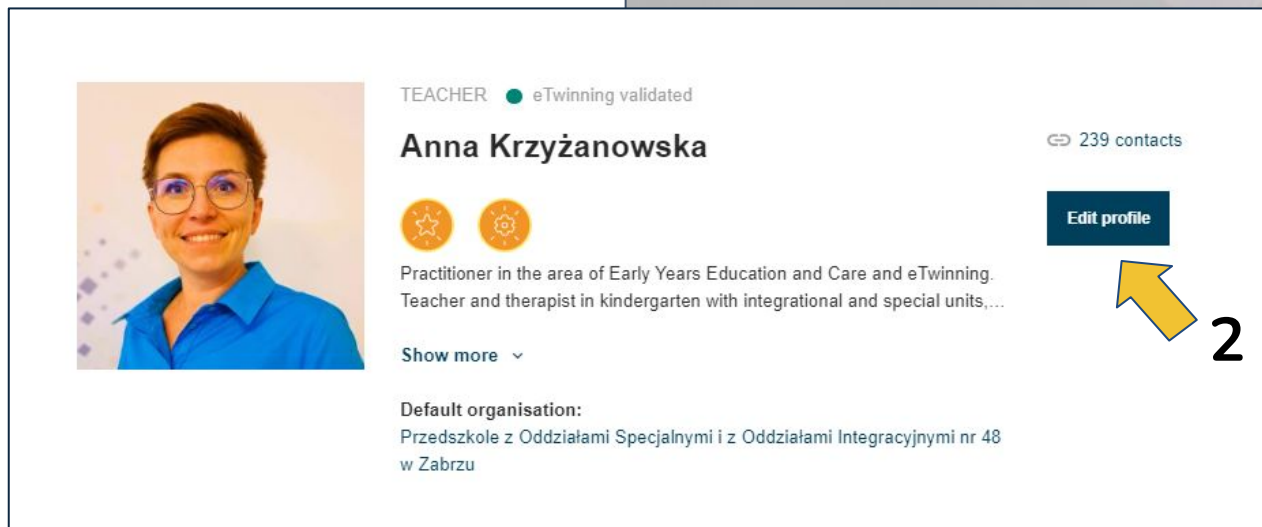 TEACHER eTwinning validated
Anna Krzyżanowska
239 contacts
Edit profile
Practitioner in the area of Early Years Education and Care and eTwinning.
Teacher and therapist in kindergarten with integrational and special units,...
2
Show more
Default organisation:
Przedszkole z Oddziałami Specjalnymi i z Oddziałami Integracyjnymi nr 48
w Zabrzu